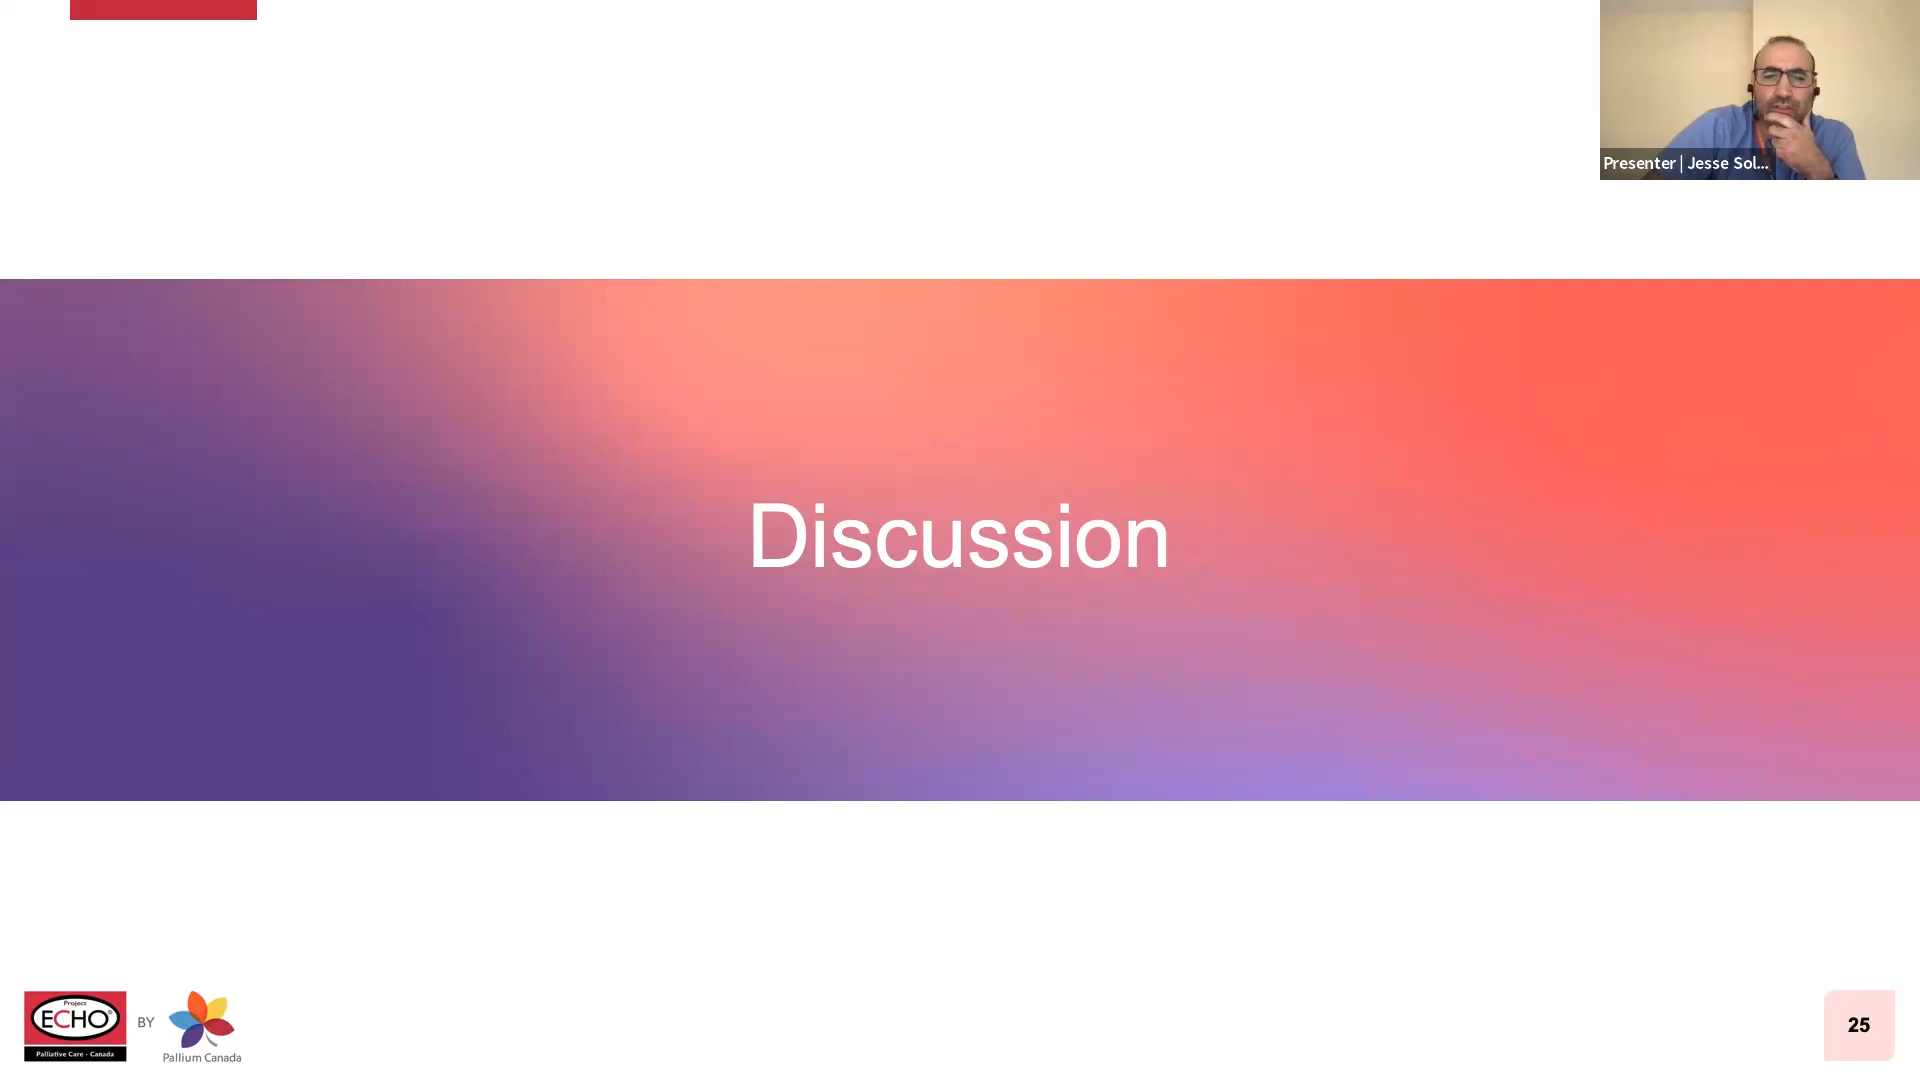 Presenter | Jesse Sol...
Discussion
Project
ECHO®
Palliative Care - Canada
BY
Pallium Canada
25